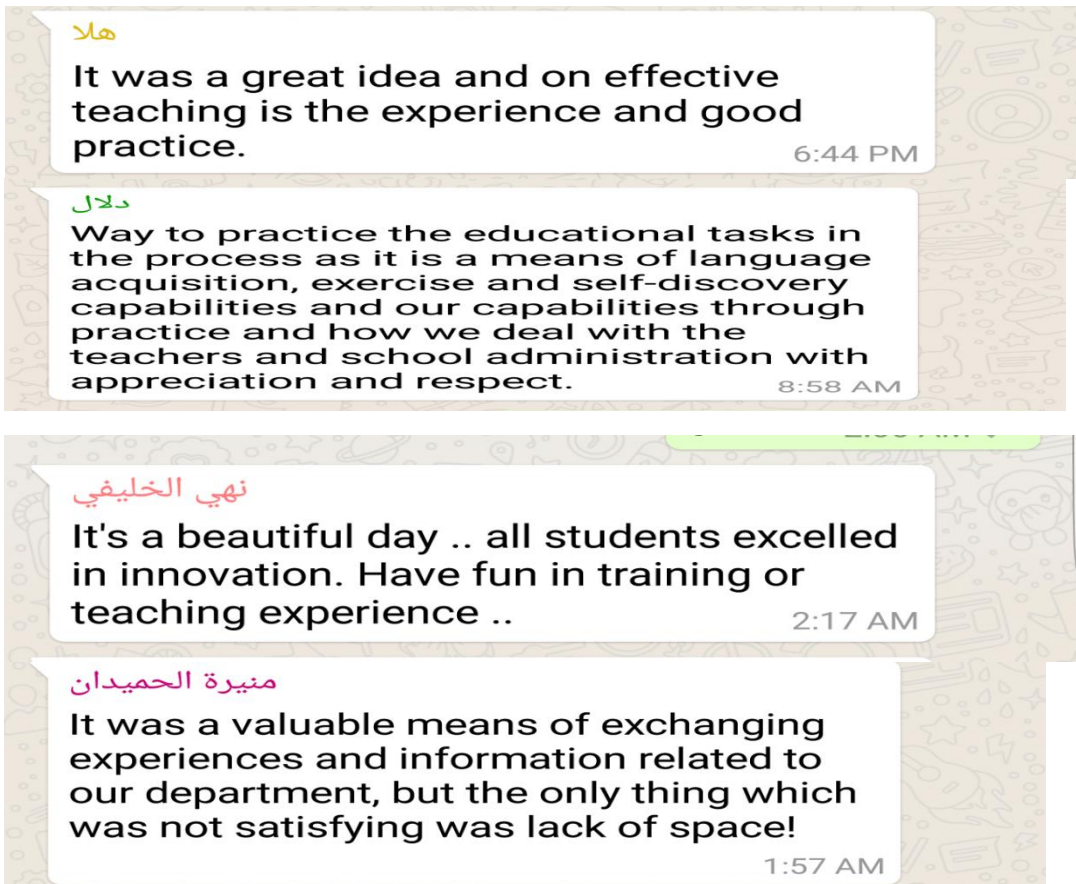 هلا
It was a great idea and on effective
teaching is the experience and good
practice.
6:44 PM
دلال
Way to practice the educational tasks in
the process as it is a means of language
acquisition, exercise and self-discovery
capabilities and our capabilities through
practice and how we deal with the
teachers and school administration with
appreciation and respect.
8:58 AM
نهي الخليفي
It's a beautiful day .. all students excelled
in innovation. Have fun in training or
teaching experience ..
2:17 AM
منيرة الحميدان
It was a valuable means of exchanging
experiences and information related to
our department, but the only thing which
was not satisfying was lack of space!
1:57 AM